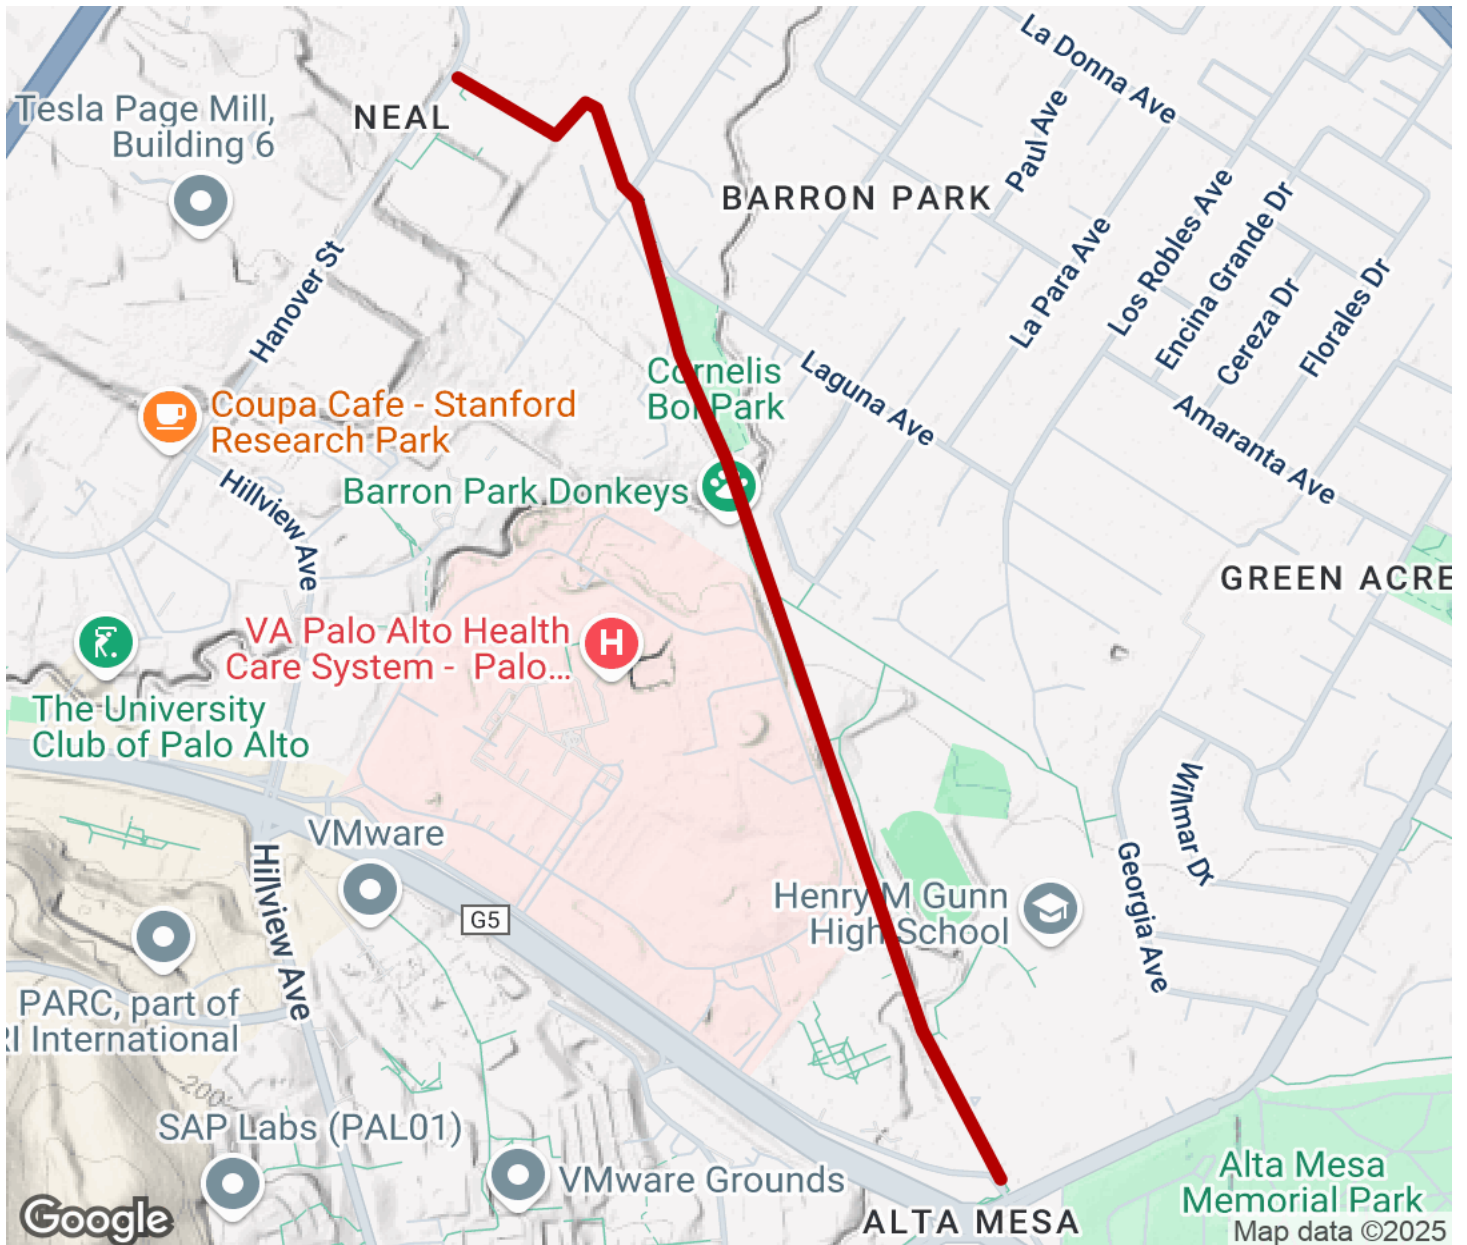 La Donna Ave
Tesla Page Mill,
Building 6
NEAL
Paul Ave
BARRON PARK
Los Robles Ave
Encina Grande Dr
La Para Ave
Cereza Dr
Florales Dr
Hanover St
Cornelis
Bol Park
Laguna Ave
Coupa Cafe - Stanford
Research Park
Amaranta Ave
Barron Park Donkeys
Hillview Ave
GREEN ACRE
VA Palo Alto Health
Care System - Palo...
The University
Club of Palo Alto
Wilmar Dr
VMware
Hillview Ave
Georgia Ave
G5
Henry M Gunn
High School
PARC, part of
RI International
200'
SAP Labs (PAL01)
VMware Grounds
Alta Mesa
Memorial Park
ALTA MESA
Google
Map data ©2025